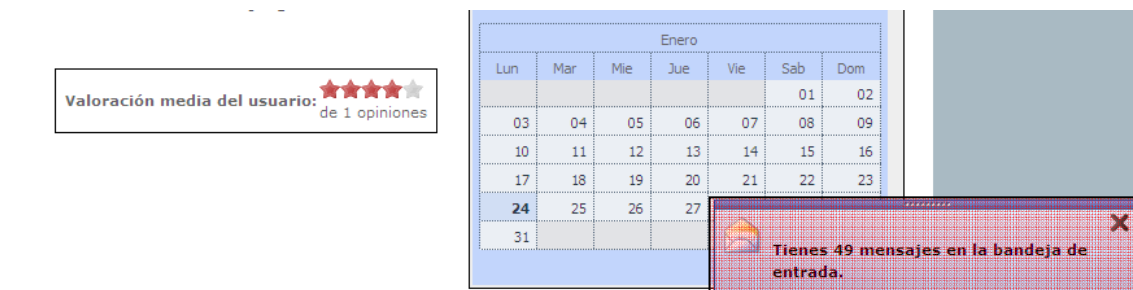 Valoración media del usuario:
de 1 opiniones
Enero
Lun Mar Mie Jue Vie Sab Dom
01 02
03 04 05 06 07 08 09
10 11 12 13 14 15 16
17 18 19 20 21 22 23
24 25 26 27
31
Tienes 49 mensajes en la bandeja de
entrada.